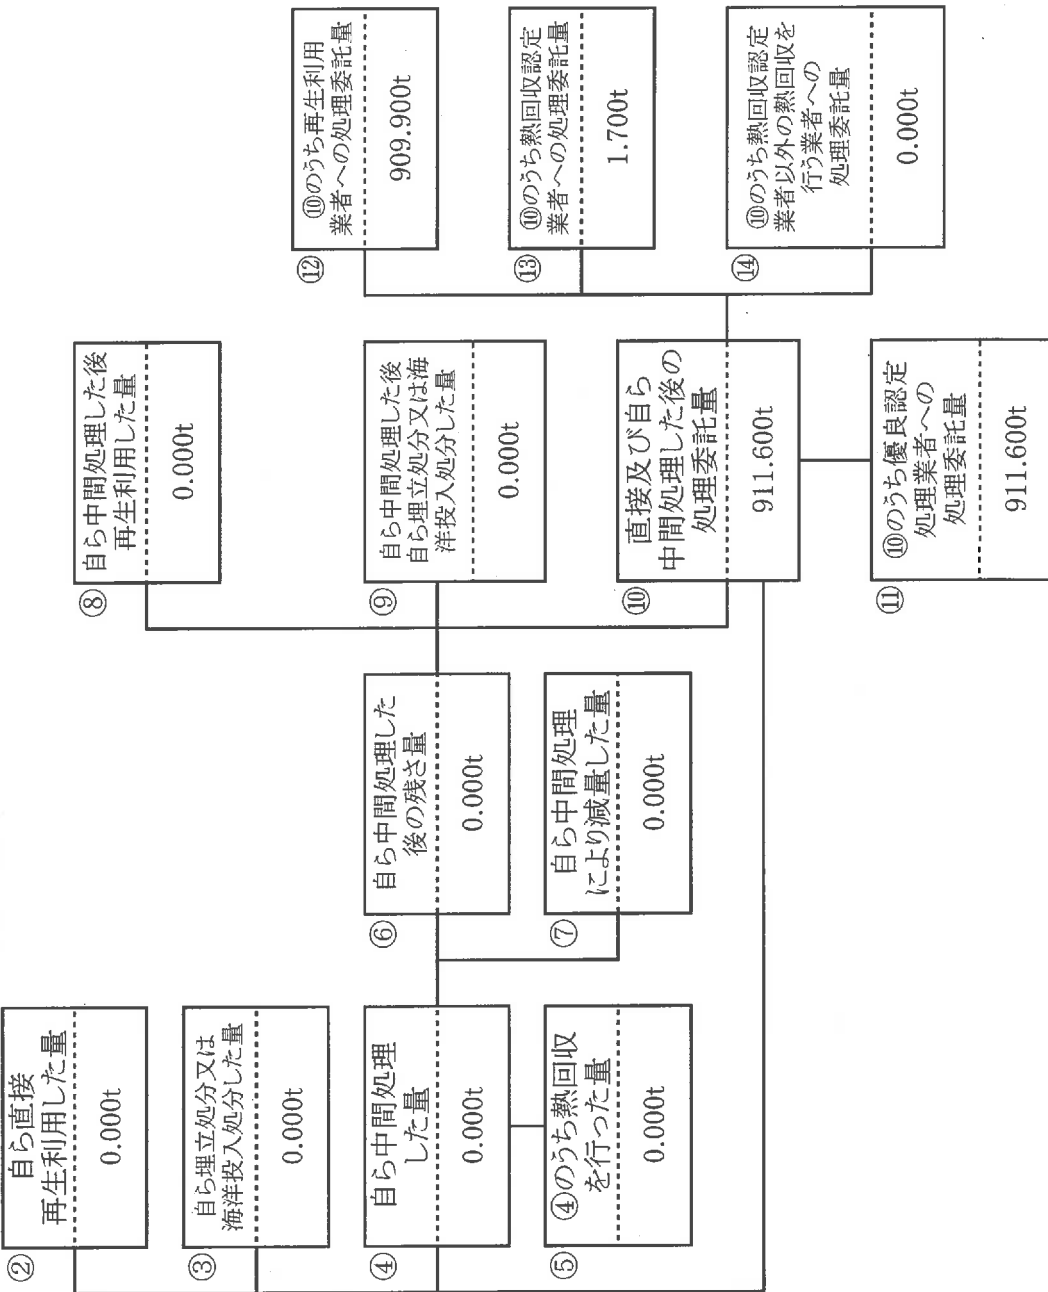 ②
自ら直接
再生利用した量
0.000t
③
自ら埋立処分又は
海洋投入処分した量
0.000t
④
自ら中間処理
した量
0.000t
⑤
④のうち熱回収
を行った量
0.000t
⑥
自ら中間処理した
後の残さ量
0.000t
⑦
自ら中間処理
により減量した量
0.000t
⑧
自ら中間処理した後
再生利用した量
0.000t
⑨
自ら中間処理した後
自ら埋立処分又は海
洋投入処分した量
0.000t
⑩
直接及び自ら
中間処理した後の
処理委託量
911.600t
⑪
⑩のうち優良認定
処理業者への
処理委託量
911.600t
⑫
⑩のうち再生利用
業者への処理委託量
909.900t
⑬
⑩のうち熱回収認定
業者への処理委託量
1.700t
⑭
⑩のうち熱回収認定
業者以外の熱回収を
行う業者への
処理委託量
0.000t